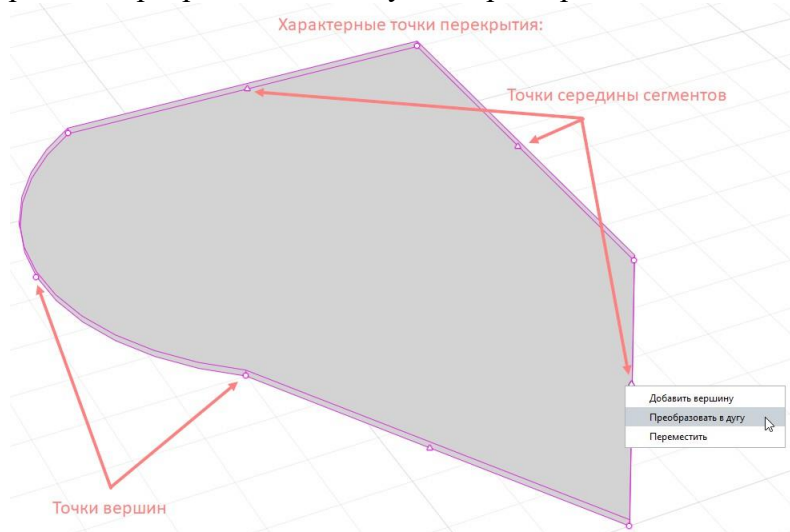 Характерные точки перекрытия:
Точки середины сегментов
Добавить вершину
Преобразовать в дугу
Переместить
Точки вершин